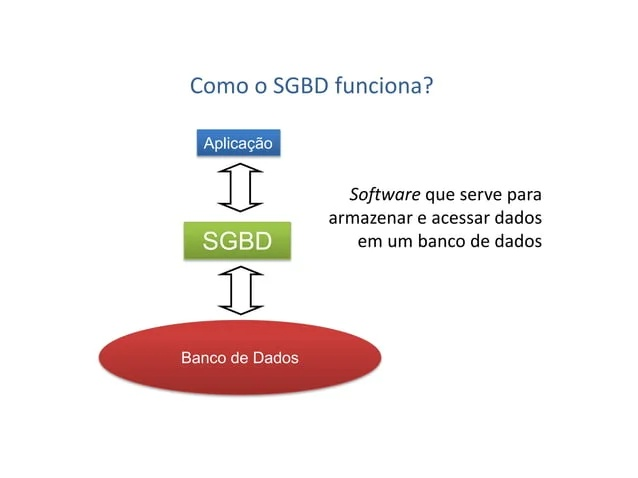 Como o SGBD funciona?
Aplicação
Software que serve para
armazenar e acessar dados
em um banco de dados
SGBD
Banco de Dados